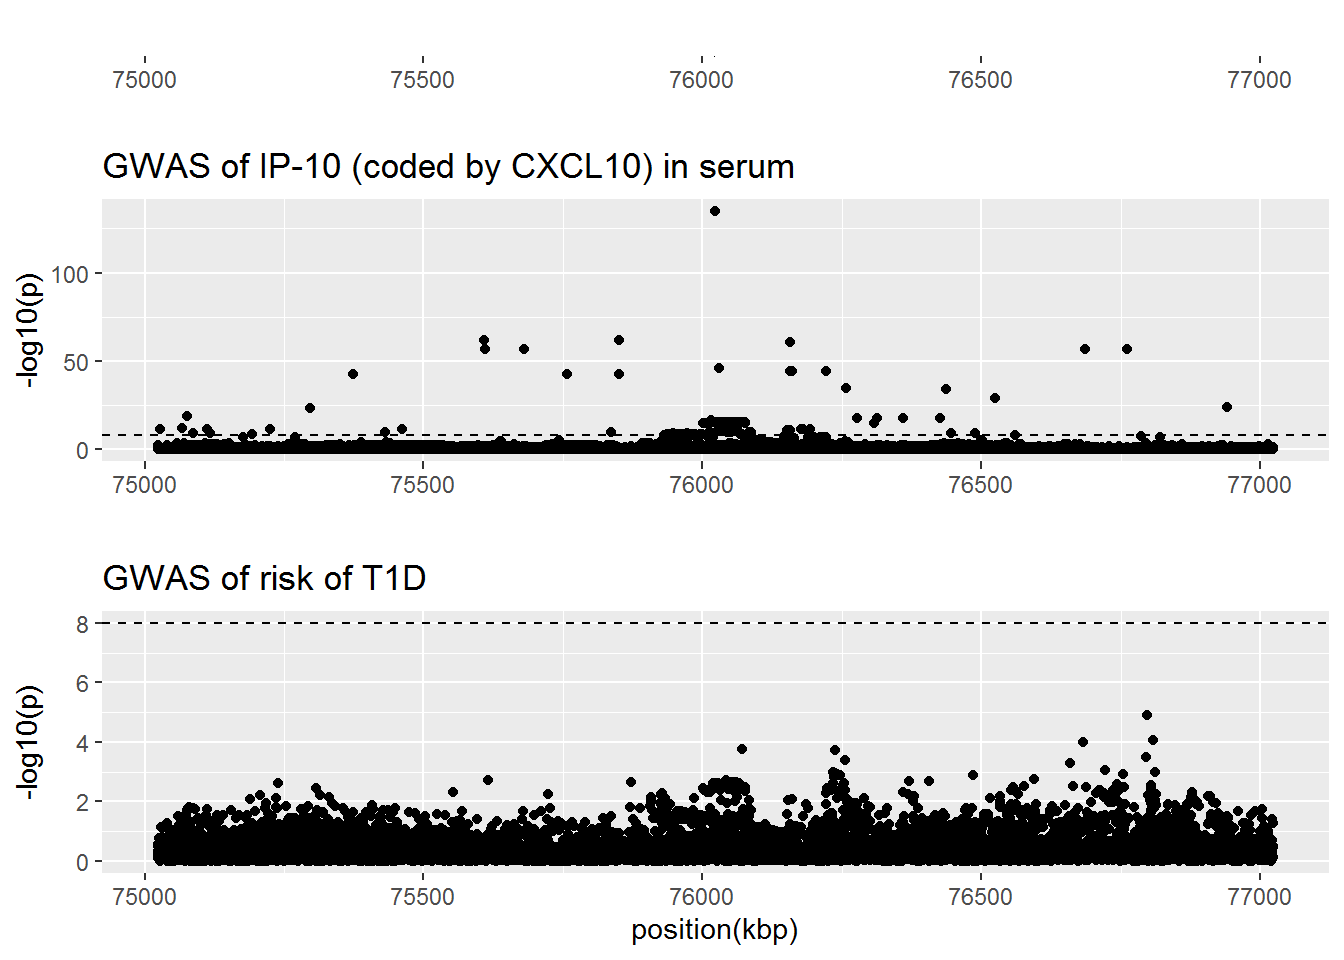 75000 75500 76000 76500 77000
GWAS of IP-10 (coded by CXCL10) in serum
-log10(p)
100
50
0
75000 75500 76000 76500 77000
GWAS of risk of T1D
-log10(p)
8
6
4
2
0
75000 75500 76000 76500 77000
position(kbp)